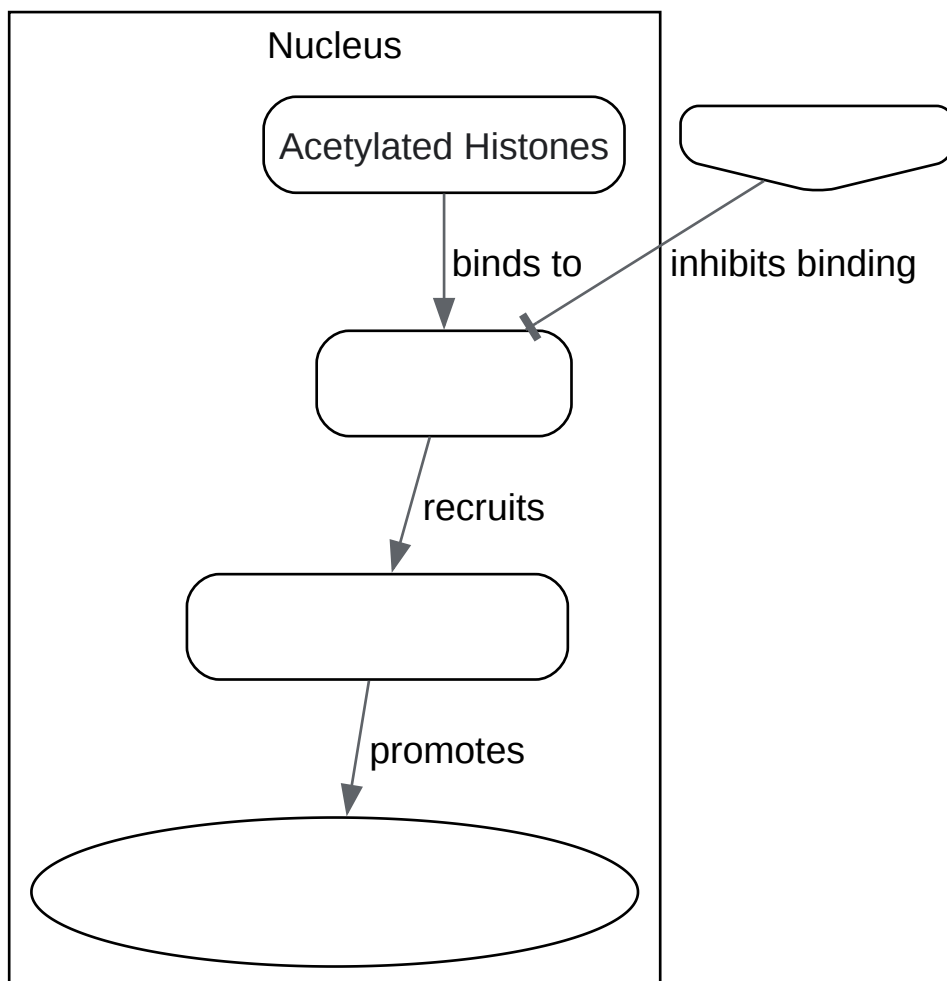 Nucleus
Acetylated Histones
binds to
inhibits binding
recruits
promotes